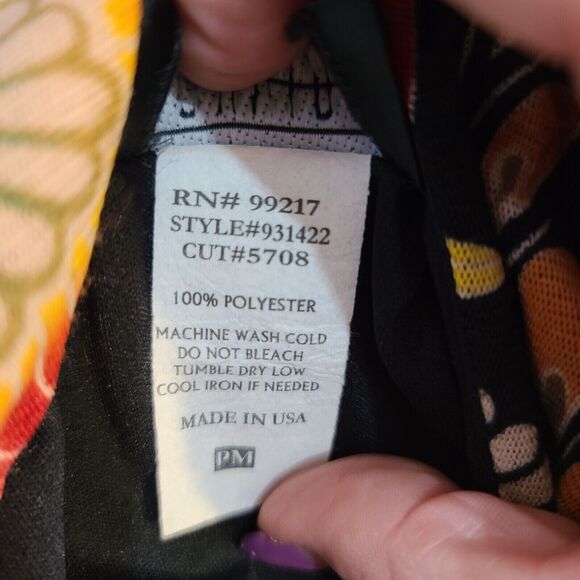 RN# 99217
STYLE#931422
CUT#5708
100% POLYESTER
MACHINE WASH COLD
DO NOT BLEACH
TUMBLE DRY LOW
COOL IRON IF NEEDED
MADE IN USA
PM